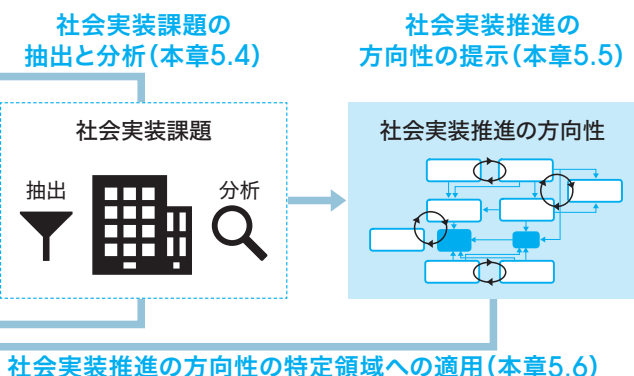 社会実装課題の
抽出と分析（本章5.4）
社会実装推進の
方向性の提示（本章5.5）
社会実装課題
抽出
分析
社会実装推進の方向性
社会実装推進の方向性の特定領域への適用（本章5.6）